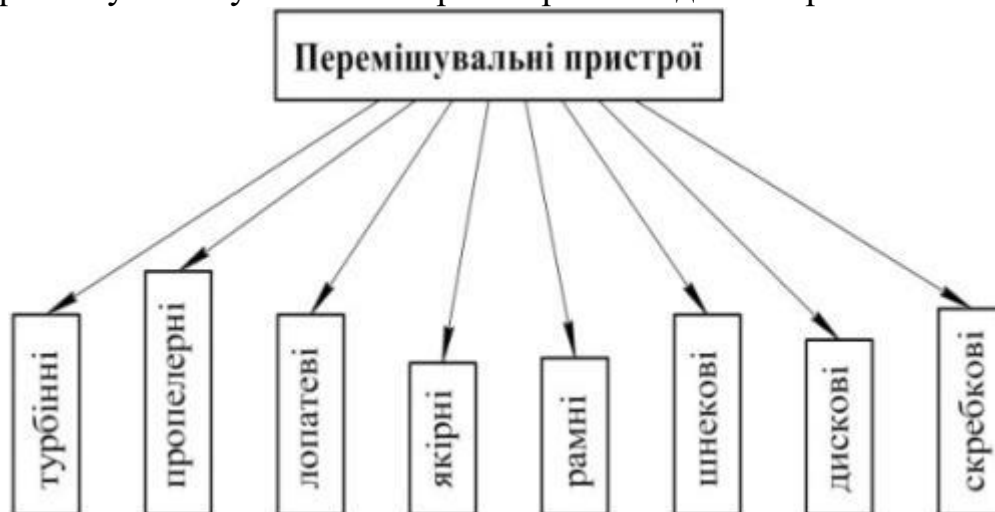 Перемішувальні пристрої
турбінні
пропелерні
лопатеві
якірні
рамні
шнекові
дискові
скребкові